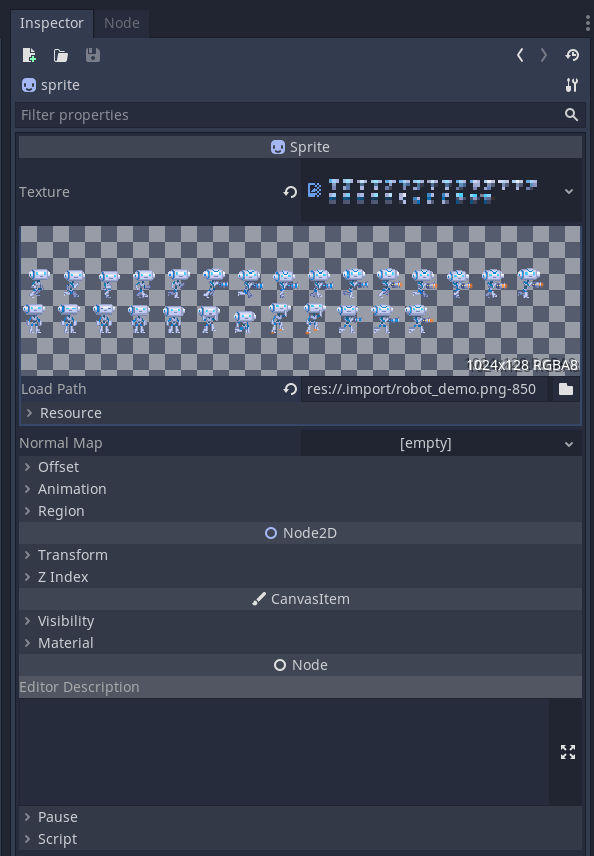 Inspector Node
sprite
Filter properties
Sprite
Texture
1024x128 RGBA8
Load Path res://.import/robot_demo.png-850
Resource
Normal Map [empty]
Offset
Animation
Region
Node2D
Transform
Z Index
CanvasItem
Visibility
Material
Node
Editor Description
Pause
Script